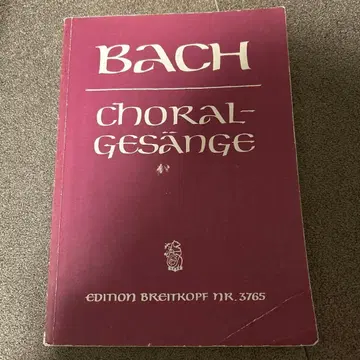 BACH
CHORAL-
GESÄNGE
EDITION BREITKOPF NR. 3765